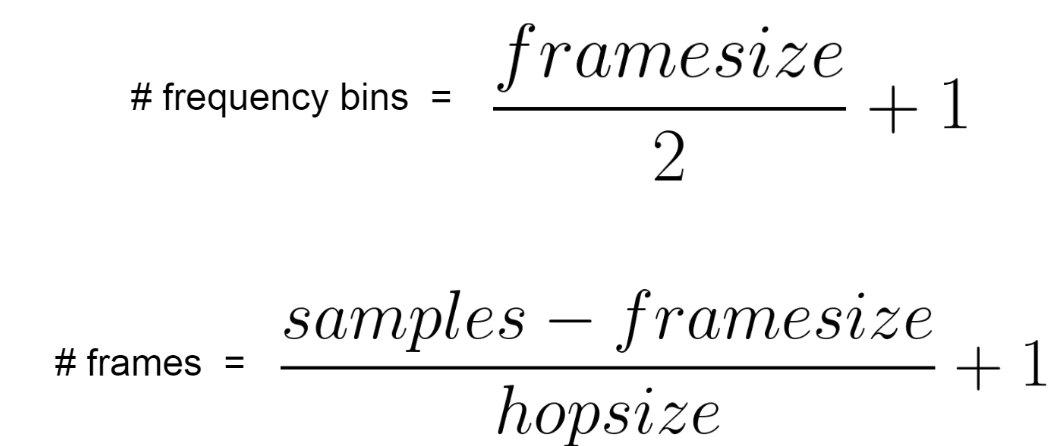 # frequency bins = framesize / 2 + 1
# frames = samples − framesize / hopsize + 1